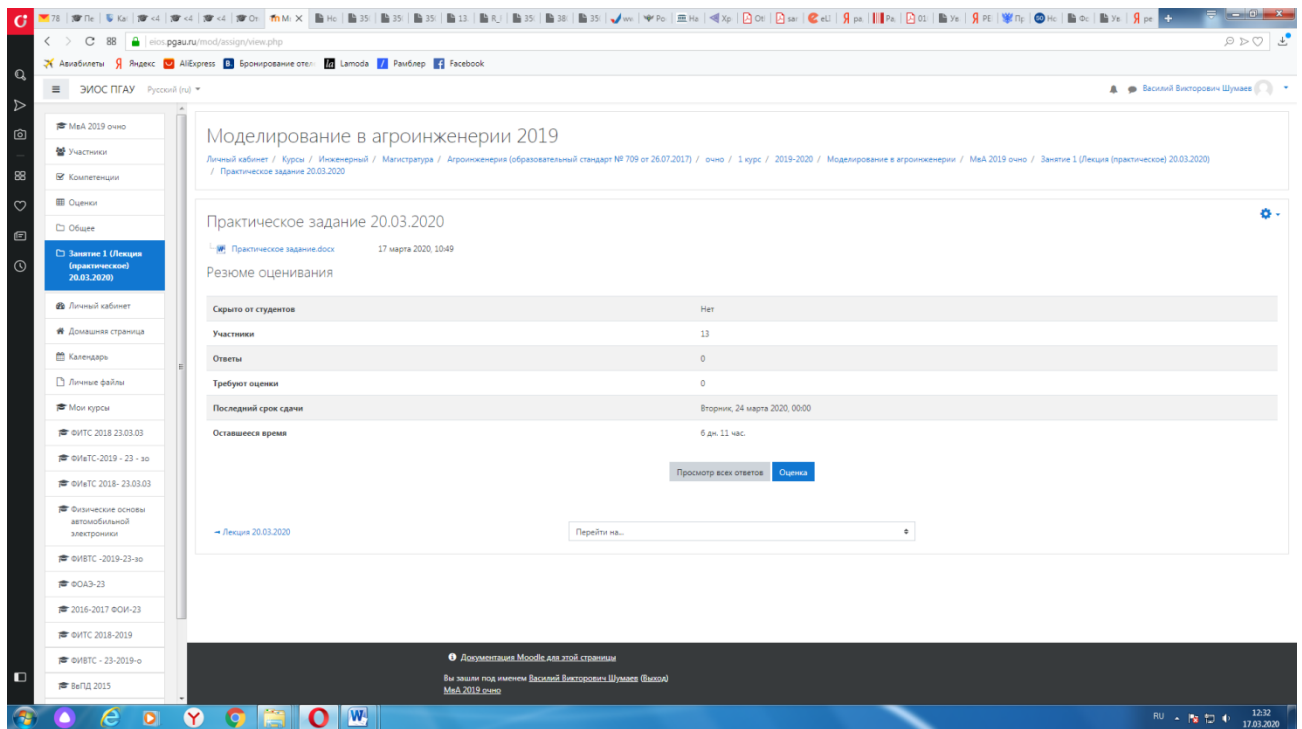 78
88 eios.pgau.ru/mod/assign/view.php
Авиабилеты Яндекс AliExpress Бронирование отел Lamoda Рамблер Facebook
ЭИОС ПГАУ Русский (ru)
Василий Викторович Шумаев
МвА 2019 очно
Участники
Компетенции
Оценки
Общее
Занятие 1 (Лекция
(практическое)
20.03.2020)
Личный кабинет
Домашняя страница
Календарь
Личные файлы
Мои курсы
ФИТС 2018 23.03.03
ФИвТС-2019 - 23 - зо
ФИвТС 2018- 23.03.03
Физические основы
автомобильной
электроники
ФИВТС -2019-23-зо
ФОАЭ-23
2016-2017 ФОИ-23
ФИТС 2018-2019
ФИВТС - 23-2019-о
ВеПД 2015
Моделирование в агроинженерии 2019
Личный кабинет / Курсы / Инженерный / Магистратура / Агроинженерия (образовательный стандарт № 709 от 26.07.2017) / очно / 1 курс / 2019-2020 / Моделирование в агроинженерии / МвА 2019 очно / Занятие 1 (Лекция (практическое) 20.03.2020)
/ Практическое задание 20.03.2020
Практическое задание 20.03.2020
Практическое задание.docx 17 марта 2020, 10:49
Резюме оценивания
Скрыто от студентов Нет
Участники 13
Ответы 0
Требуют оценки 0
Последний срок сдачи Вторник, 24 марта 2020, 00:00
Оставшееся время 6 дн. 11 час.
Просмотр всех ответов Оценка
→ Лекция 20.03.2020 Перейти на...
Документация Moodle для этой страницы
Вы зашли под именем Василий Викторович Шумаев (Выход)
МвА 2019 очно
RU 12:32
17.03.2020